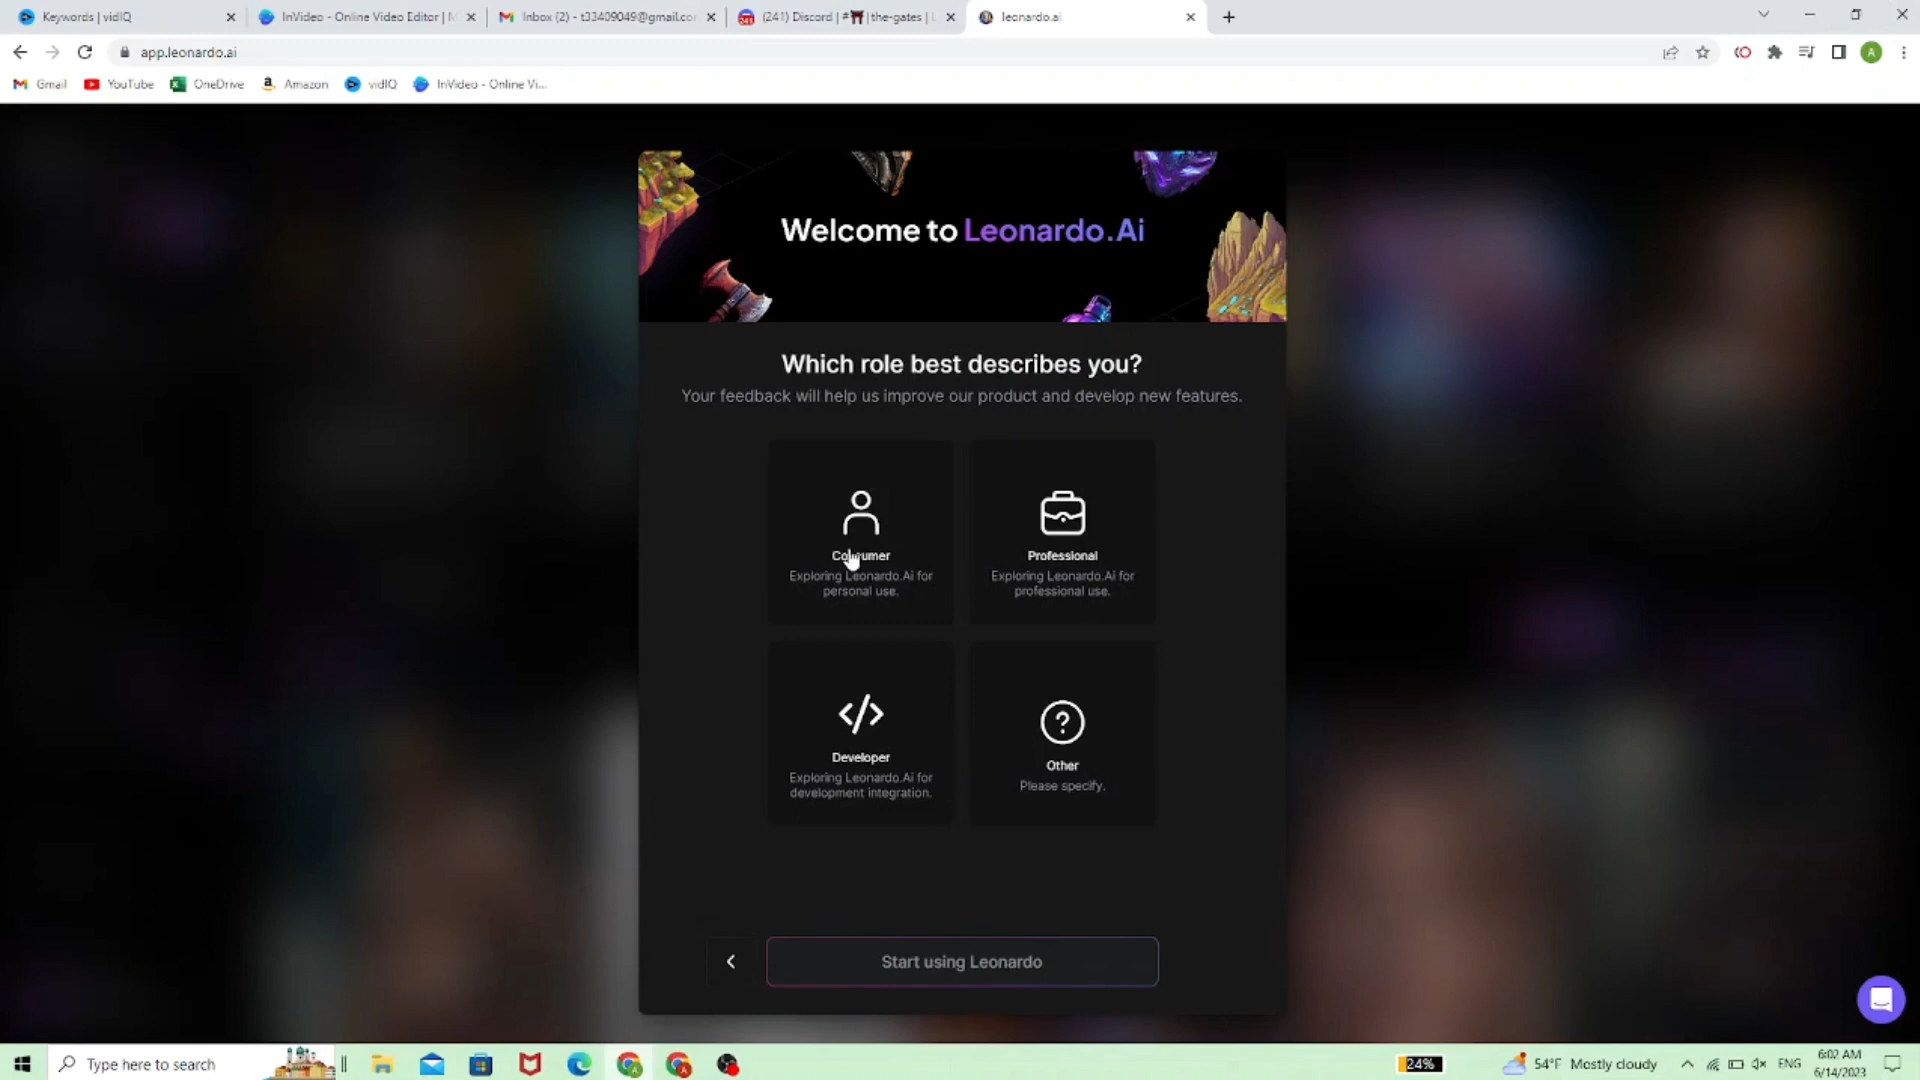 Keywords | vidIQ
InVideo - Online Video Editor | M
Inbox (2) - t33409049@gmail.co
(241) Discord | #⛩️|the-gates | L
leonardo.ai
app.leonardo.ai
A
Gmail
YouTube
OneDrive
Amazon
vidIQ
InVideo - Online Vi...
Welcome to Leonardo.Ai
Which role best describes you?
Your feedback will help us improve our product and develop new features.
Consumer
Exploring Leonardo.Ai for
personal use.
Professional
Exploring Leonardo.Ai for
professional use.
Developer
Exploring Leonardo.Ai for
development integration.
Other
Please specify.
Start using Leonardo
Type here to search
24%
54°F Mostly cloudy
ENG
6:02 AM
6/14/2023